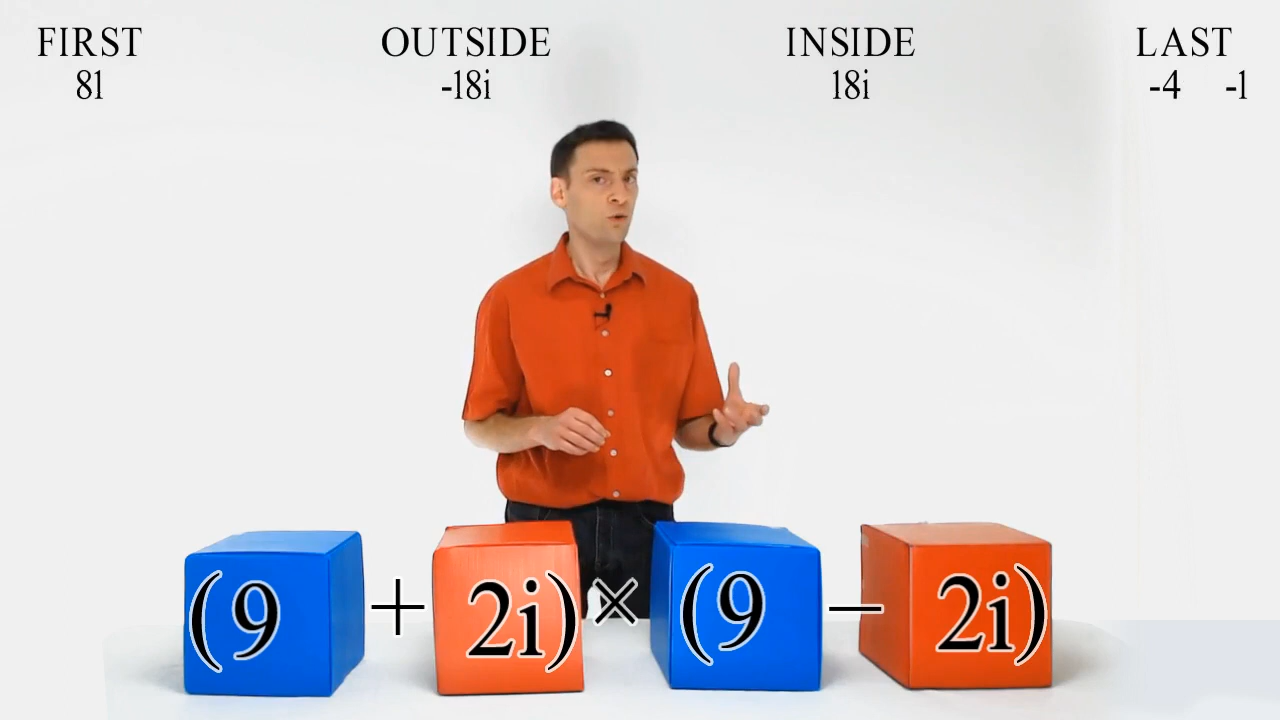 FIRST OUTSIDE INSIDE LAST
81 -18i 18i -4 -1
(9 + 2i) × (9 − 2i)